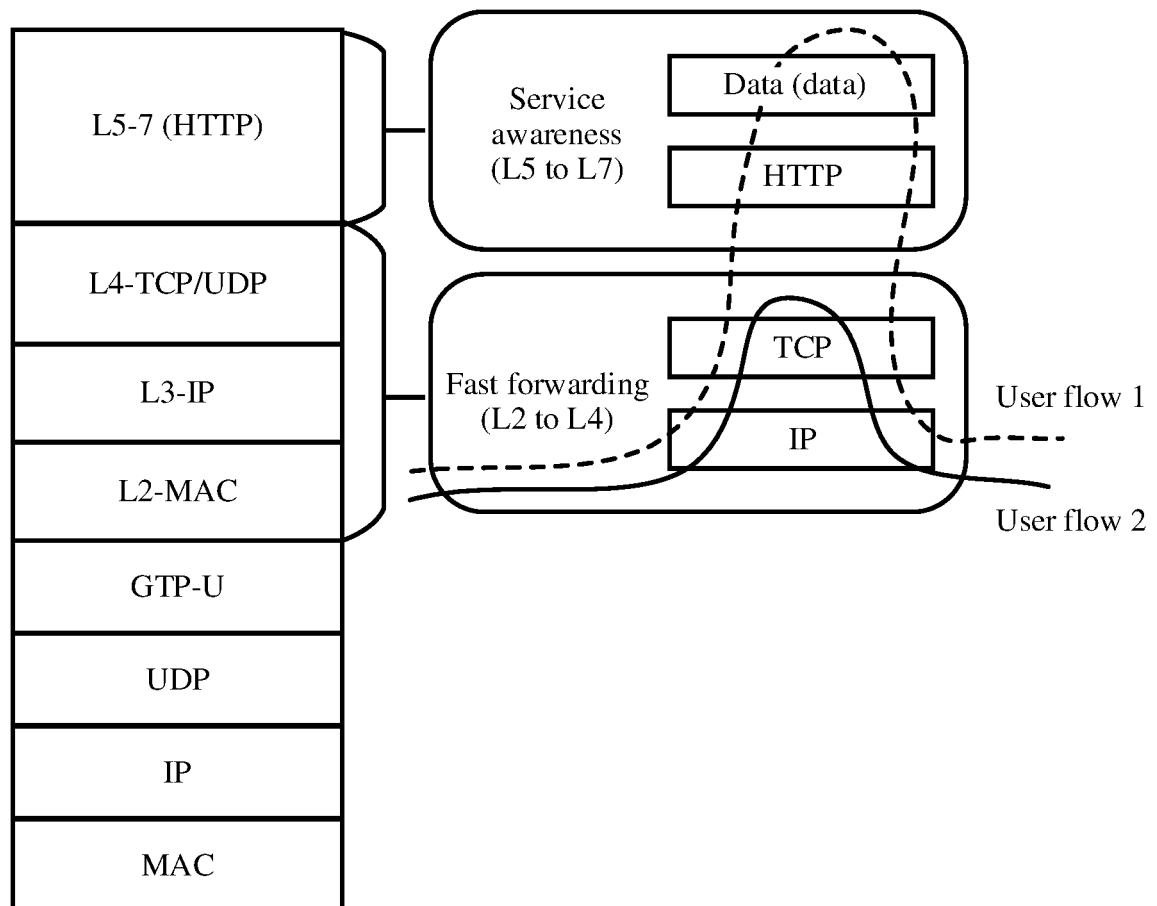 L5-7 (HTTP)
L4-TCP/UDP
L3-IP
L2-MAC
GTP-U
UDP
IP
MAC
Service
awareness
(L5 to L7)
Data (data)
HTTP
Fast forwarding
(L2 to L4)
TCP
IP
User flow 1
User flow 2